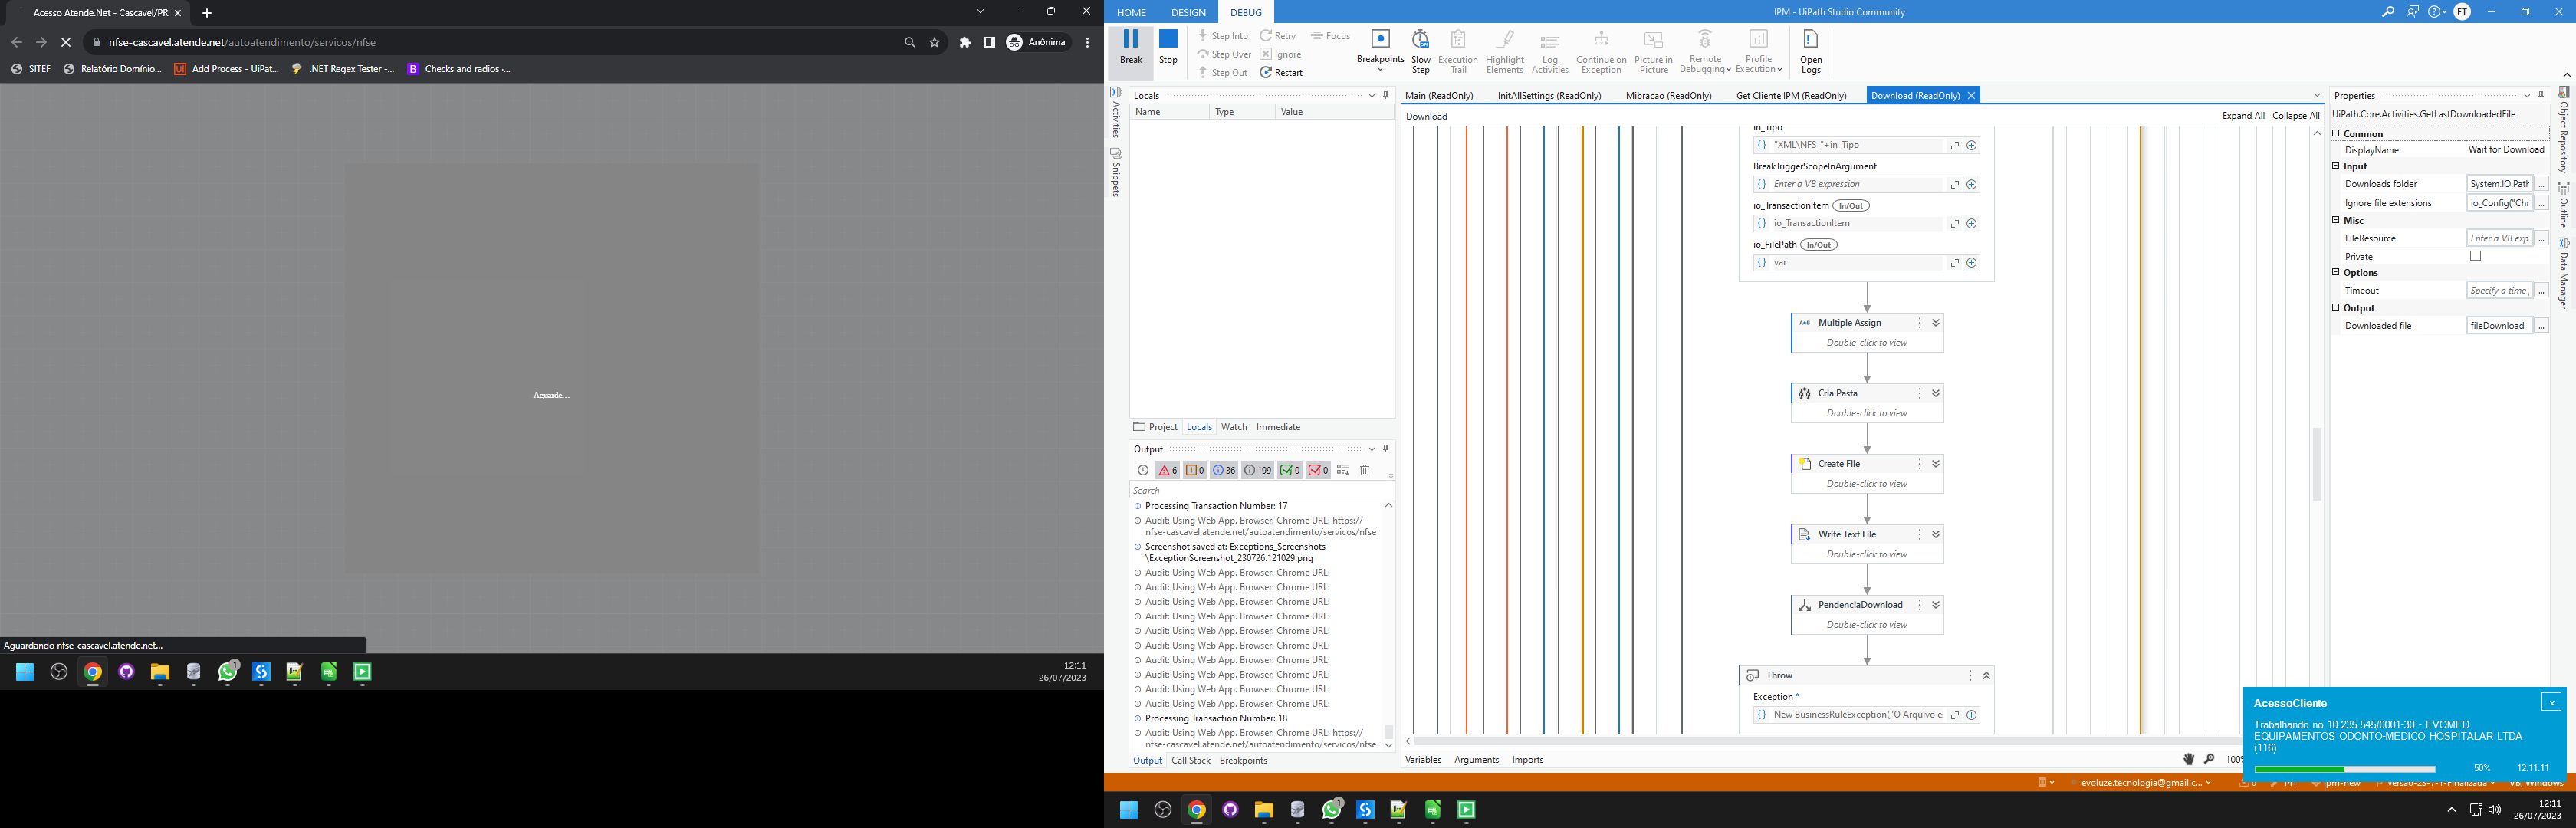 Acesso Atende.Net - Cascavel/PR
nfse-cascavel.atende.net/autoatendimento/servicos/nfse
Anônima
SITEF
Relatório Domínio...
Add Process - UiPat...
.NET Regex Tester -...
Checks and radios ·...
Aguarde...
Aguardando nfse-cascavel.atende.net...
12:11
26/07/2023
HOME DESIGN DEBUG
IPM - UiPath Studio Community
ET
Break
Stop
Step Into
Step Over
Step Out
Retry
Ignore
Restart
Focus
Breakpoints
Slow Step
Execution Trail
Highlight Elements
Log Activities
Continue on Exception
Picture in Picture
Remote Debugging
Profile Execution
Open Logs
Activities
Snippets
Locals
Name Type Value
Project Locals Watch Immediate
Output
6 0 36 199 0 0
Search
Processing Transaction Number: 17
Audit: Using Web App. Browser: Chrome URL: https://
nfse-cascavel.atende.net/autoatendimento/servicos/nfse
Screenshot saved at: Exceptions_Screenshots
\ExceptionScreenshot_230726.121029.png
Audit: Using Web App. Browser: Chrome URL:
Audit: Using Web App. Browser: Chrome URL:
Audit: Using Web App. Browser: Chrome URL:
Audit: Using Web App. Browser: Chrome URL:
Audit: Using Web App. Browser: Chrome URL:
Audit: Using Web App. Browser: Chrome URL:
Audit: Using Web App. Browser: Chrome URL:
Audit: Using Web App. Browser: Chrome URL:
Audit: Using Web App. Browser: Chrome URL:
Audit: Using Web App. Browser: Chrome URL:
Processing Transaction Number: 18
Audit: Using Web App. Browser: Chrome URL: https://
nfse-cascavel.atende.net/autoatendimento/servicos/nfse
Output Call Stack Breakpoints
Main (ReadOnly) InitAllSettings (ReadOnly) Mibracao (ReadOnly) Get Cliente IPM (ReadOnly) Download (ReadOnly)
Download
Expand All Collapse All
in_Tipo
"XML\NFS_"+in_Tipo
BreakTriggerScopeInArgument
Enter a VB expression
io_TransactionItem In/Out
io_TransactionItem
io_FilePath In/Out
var
Multiple Assign
Double-click to view
Cria Pasta
Double-click to view
Create File
Double-click to view
Write Text File
Double-click to view
PendenciaDownload
Double-click to view
Throw
Exception *
New BusinessRuleException("O Arquivo e
Variables Arguments Imports
100%
Properties
UiPath.Core.Activities.GetLastDownloadedFile
Common
DisplayName Wait for Download
Input
Downloads folder System.IO.Path
Ignore file extensions io_Config("Chr
Misc
FileResource Enter a VB exp
Private
Options
Timeout Specify a time
Output
Downloaded file fileDownload
Object Repository
Outline
Data Manager
AcessoCliente
Trabalhando no 10.235.545/0001-30 - EVOMED
EQUIPAMENTOS ODONTO-MEDICO HOSPITALAR LTDA
(116)
50% 12:11:11
evoluze.tecnologia@gmail.c...
12:11
26/07/2023